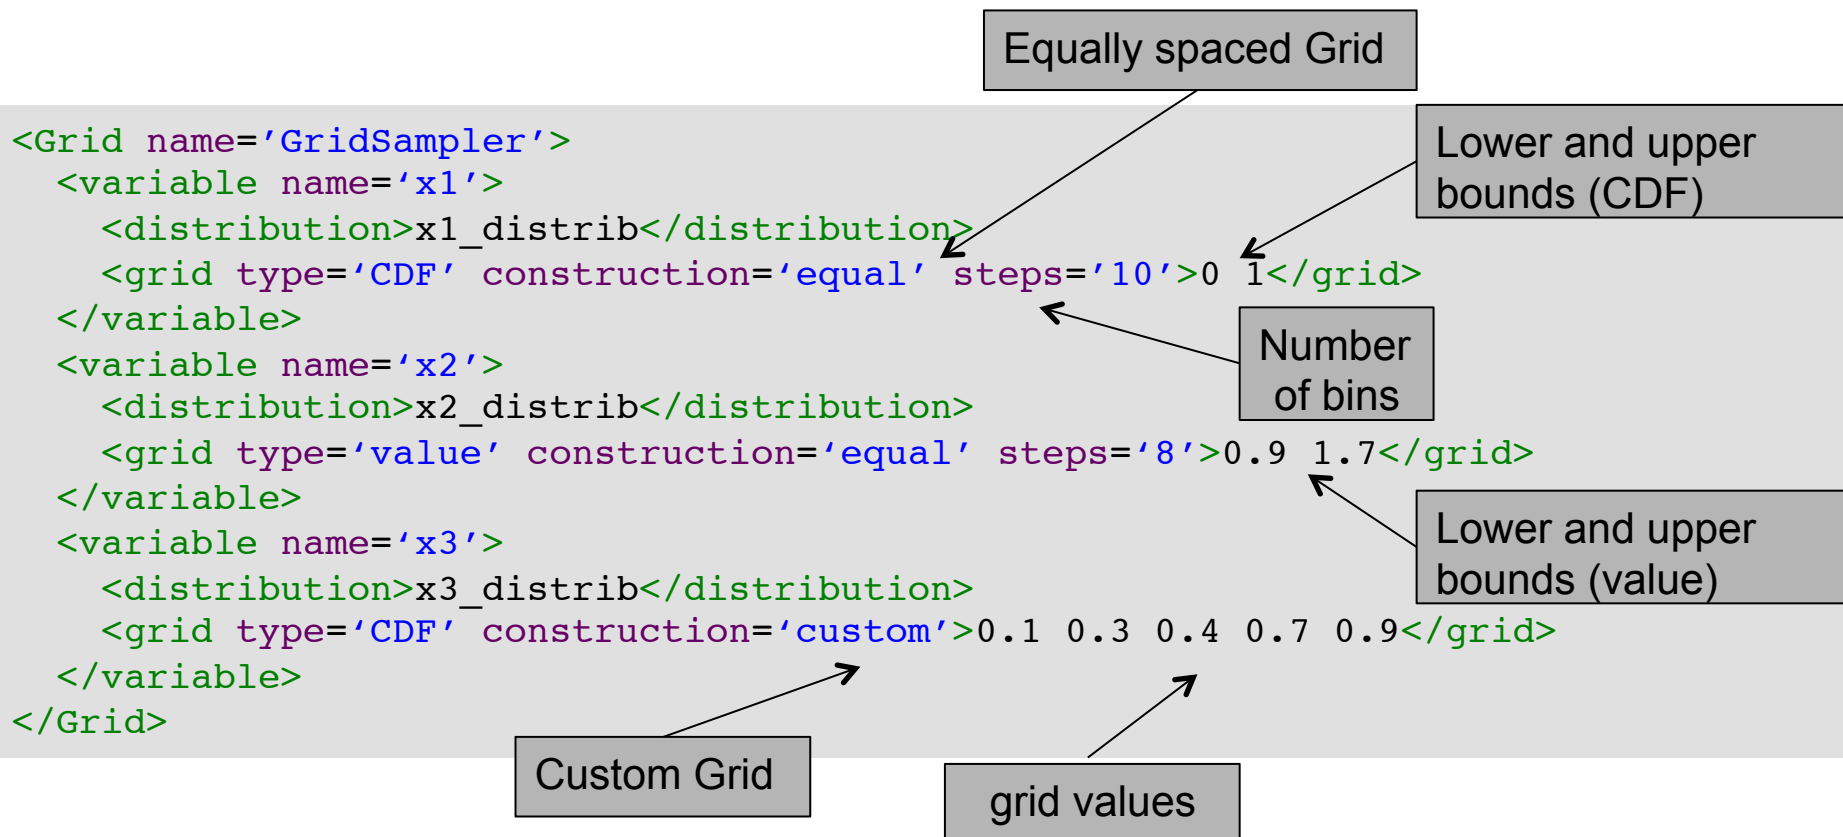 Equally spaced Grid
Lower and upper
bounds (CDF)
<Grid name=’GridSampler’>
  <variable name=‘x1’>
    <distribution>x1_distrib</distribution>
    <grid type=‘CDF’ construction=‘equal’ steps=’10’>0 1</grid>
  </variable>
Number
of bins
  <variable name=‘x2’>
    <distribution>x2_distrib</distribution>
    <grid type=‘value’ construction=‘equal’ steps=‘8’>0.9 1.7</grid>
  </variable>
Lower and upper
bounds (value)
  <variable name=‘x3’>
    <distribution>x3_distrib</distribution>
    <grid type=‘CDF’ construction=‘custom’>0.1 0.3 0.4 0.7 0.9</grid>
  </variable>
</Grid>
Custom Grid
grid values